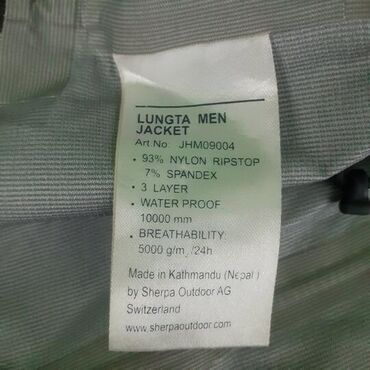 LUNGTA MEN
JACKET
Art No: JHM09004
• 93% NYLON RIPSTOP
7% SPANDEX
• 3 LAYER
• WATER PROOF
10000 mm
• BREATHABILITY:
5000 g/m²/24h
Made in Kathmandu (Nepal)
by Sherpa Outdoor AG
Switzerland
www.sherpaoutdoor.com